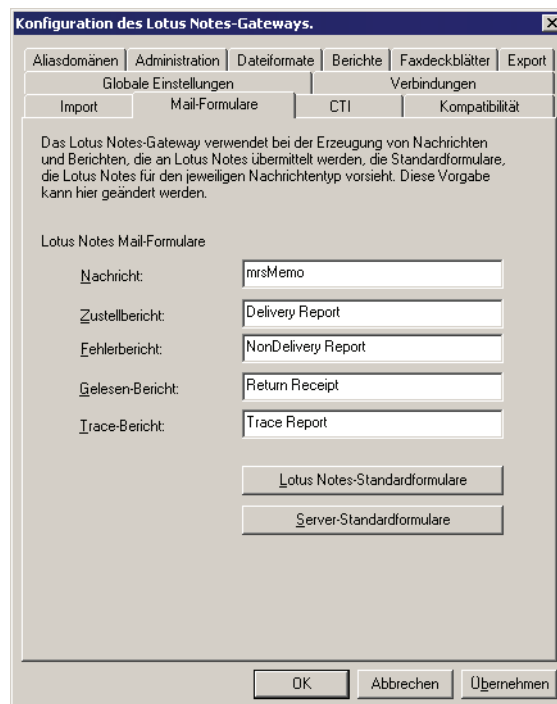 Konfiguration des Lotus Notes-Gateways.
Aliasdomänen Administration Dateiformate Berichte Faxdeckblätter Export
Globale Einstellungen Verbindungen
Import Mail-Formulare CTI Kompatibilität
Das Lotus Notes-Gateway verwendet bei der Erzeugung von Nachrichten
und Berichten, die an Lotus Notes übermittelt werden, die Standardformulare,
die Lotus Notes für den jeweiligen Nachrichtentyp vorsieht. Diese Vorgabe
kann hier geändert werden.
Lotus Notes Mail-Formulare
Nachricht: mrsMemo
Zustellbericht: Delivery Report
Fehlerbericht: NonDelivery Report
Gelesen-Bericht: Return Receipt
Trace-Bericht: Trace Report
Lotus Notes-Standardformulare
Server-Standardformulare
OK Abbrechen Übernehmen